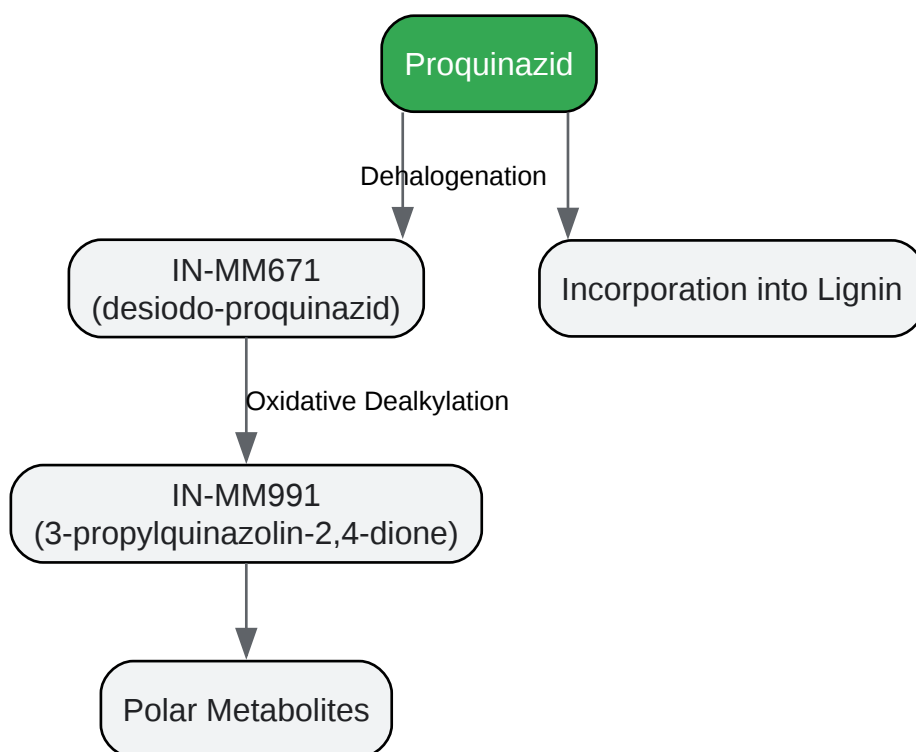 Proquinazid
Dehalogenation
IN-MM671
(desiodo-proquinazid)
Incorporation into Lignin
Oxidative Dealkylation
IN-MM991
(3-propylquinazolin-2,4-dione)
Polar Metabolites